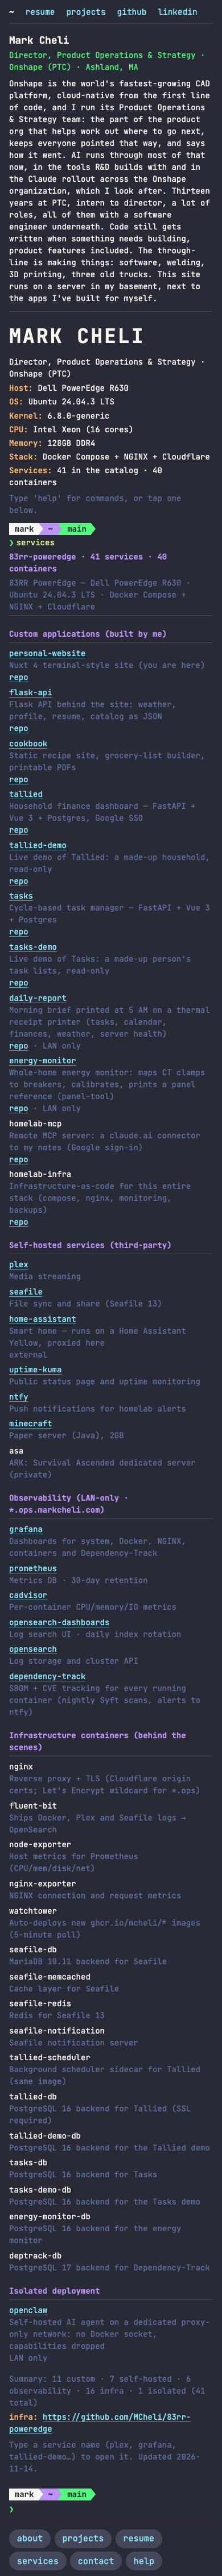 ~ resume projects github linkedin
Mark Cheli
Director, Product Operations & Strategy ·
Onshape (PTC) · Ashland, MA
Onshape is the world's fastest-growing CAD
platform, cloud-native from the first line
of code, and I run its Product Operations
& Strategy team: the part of the product
org that helps work out where to go next,
keeps everyone pointed that way, and says
how it went. AI runs through most of that
now, in the tools R&D builds with and in
the Claude rollout across the Onshape
organization, which I look after. Thirteen
years at PTC, intern to director, a lot of
roles, all of them with a software
engineer underneath. Code still gets
written when something needs building,
product features included. The through-
line is making things: software, welding,
3D printing, three old trucks. This site
runs on a server in my basement, next to
the apps I've built for myself.
MARK CHELI
Director, Product Operations & Strategy ·
Onshape (PTC)
Host: Dell PowerEdge R630
OS: Ubuntu 24.04.3 LTS
Kernel: 6.8.0-generic
CPU: Intel Xeon (16 cores)
Memory: 128GB DDR4
Stack: Docker Compose + NGINX + Cloudflare
Services: 41 in the catalog · 40
containers
Type 'help' for commands, or tap one
below.
mark ~ main
❯ services
83rr-poweredge · 41 services · 40
containers
83RR PowerEdge — Dell PowerEdge R630 ·
Ubuntu 24.04.3 LTS · Docker Compose +
NGINX + Cloudflare
Custom applications (built by me)
personal-website
Nuxt 4 terminal-style site (you are here)
repo
flask-api
Flask API behind the site: weather,
profile, resume, catalog as JSON
repo
cookbook
Static recipe site, grocery-list builder,
printable PDFs
repo
tallied
Household finance dashboard — FastAPI +
Vue 3 + Postgres, Google SSO
repo
tallied-demo
Live demo of Tallied: a made-up household,
read-only
repo
tasks
Cycle-based task manager — FastAPI + Vue 3
+ Postgres
repo
tasks-demo
Live demo of Tasks: a made-up person's
task lists, read-only
repo
daily-report
Morning brief printed at 5 AM on a thermal
receipt printer (tasks, calendar,
finances, weather, server health)
repo · LAN only
energy-monitor
Whole-home energy monitor: maps CT clamps
to breakers, calibrates, prints a panel
reference (panel-tool)
repo · LAN only
homelab-mcp
Remote MCP server: a claude.ai connector
to my notes (Google sign-in)
repo
homelab-infra
Infrastructure-as-code for this entire
stack (compose, nginx, monitoring,
backups)
repo
Self-hosted services (third-party)
plex
Media streaming
seafile
File sync and share (Seafile 13)
home-assistant
Smart home — runs on a Home Assistant
Yellow, proxied here
external
uptime-kuma
Public status page and uptime monitoring
ntfy
Push notifications for homelab alerts
minecraft
Paper server (Java), 2GB
asa
ARK: Survival Ascended dedicated server
(private)
Observability (LAN-only ·
*.ops.markcheli.com)
grafana
Dashboards for system, Docker, NGINX,
containers and Dependency-Track
prometheus
Metrics DB · 30-day retention
cadvisor
Per-container CPU/memory/IO metrics
opensearch-dashboards
Log search UI · daily index rotation
opensearch
Log storage and cluster API
dependency-track
SBOM + CVE tracking for every running
container (nightly Syft scans, alerts to
ntfy)
Infrastructure containers (behind the
scenes)
nginx
Reverse proxy + TLS (Cloudflare origin
certs; Let's Encrypt wildcard for *.ops)
fluent-bit
Ships Docker, Plex and Seafile logs →
OpenSearch
node-exporter
Host metrics for Prometheus
(CPU/mem/disk/net)
nginx-exporter
NGINX connection and request metrics
watchtower
Auto-deploys new ghcr.io/mcheli/* images
(5-minute poll)
seafile-db
MariaDB 10.11 backend for Seafile
seafile-memcached
Cache layer for Seafile
seafile-redis
Redis for Seafile 13
seafile-notification
Seafile notification server
tallied-scheduler
Background scheduler sidecar for Tallied
(same image)
tallied-db
PostgreSQL 16 backend for Tallied (SSL
required)
tallied-demo-db
PostgreSQL 16 backend for the Tallied demo
tasks-db
PostgreSQL 16 backend for Tasks
tasks-demo-db
PostgreSQL 16 backend for the Tasks demo
energy-monitor-db
PostgreSQL 16 backend for the energy
monitor
deptrack-db
PostgreSQL 17 backend for Dependency-Track
Isolated deployment
openclaw
Self-hosted AI agent on a dedicated proxy-
only network: no Docker socket,
capabilities dropped
LAN only
Summary: 11 custom · 7 self-hosted · 6
observability · 16 infra · 1 isolated (41
total)
infra: https://github.com/MCheli/83rr-
poweredge
Type a service name (plex, grafana,
tallied-demo…) to open it. Updated 2026-
11-14.
mark ~ main
❯
about projects resume
services contact help